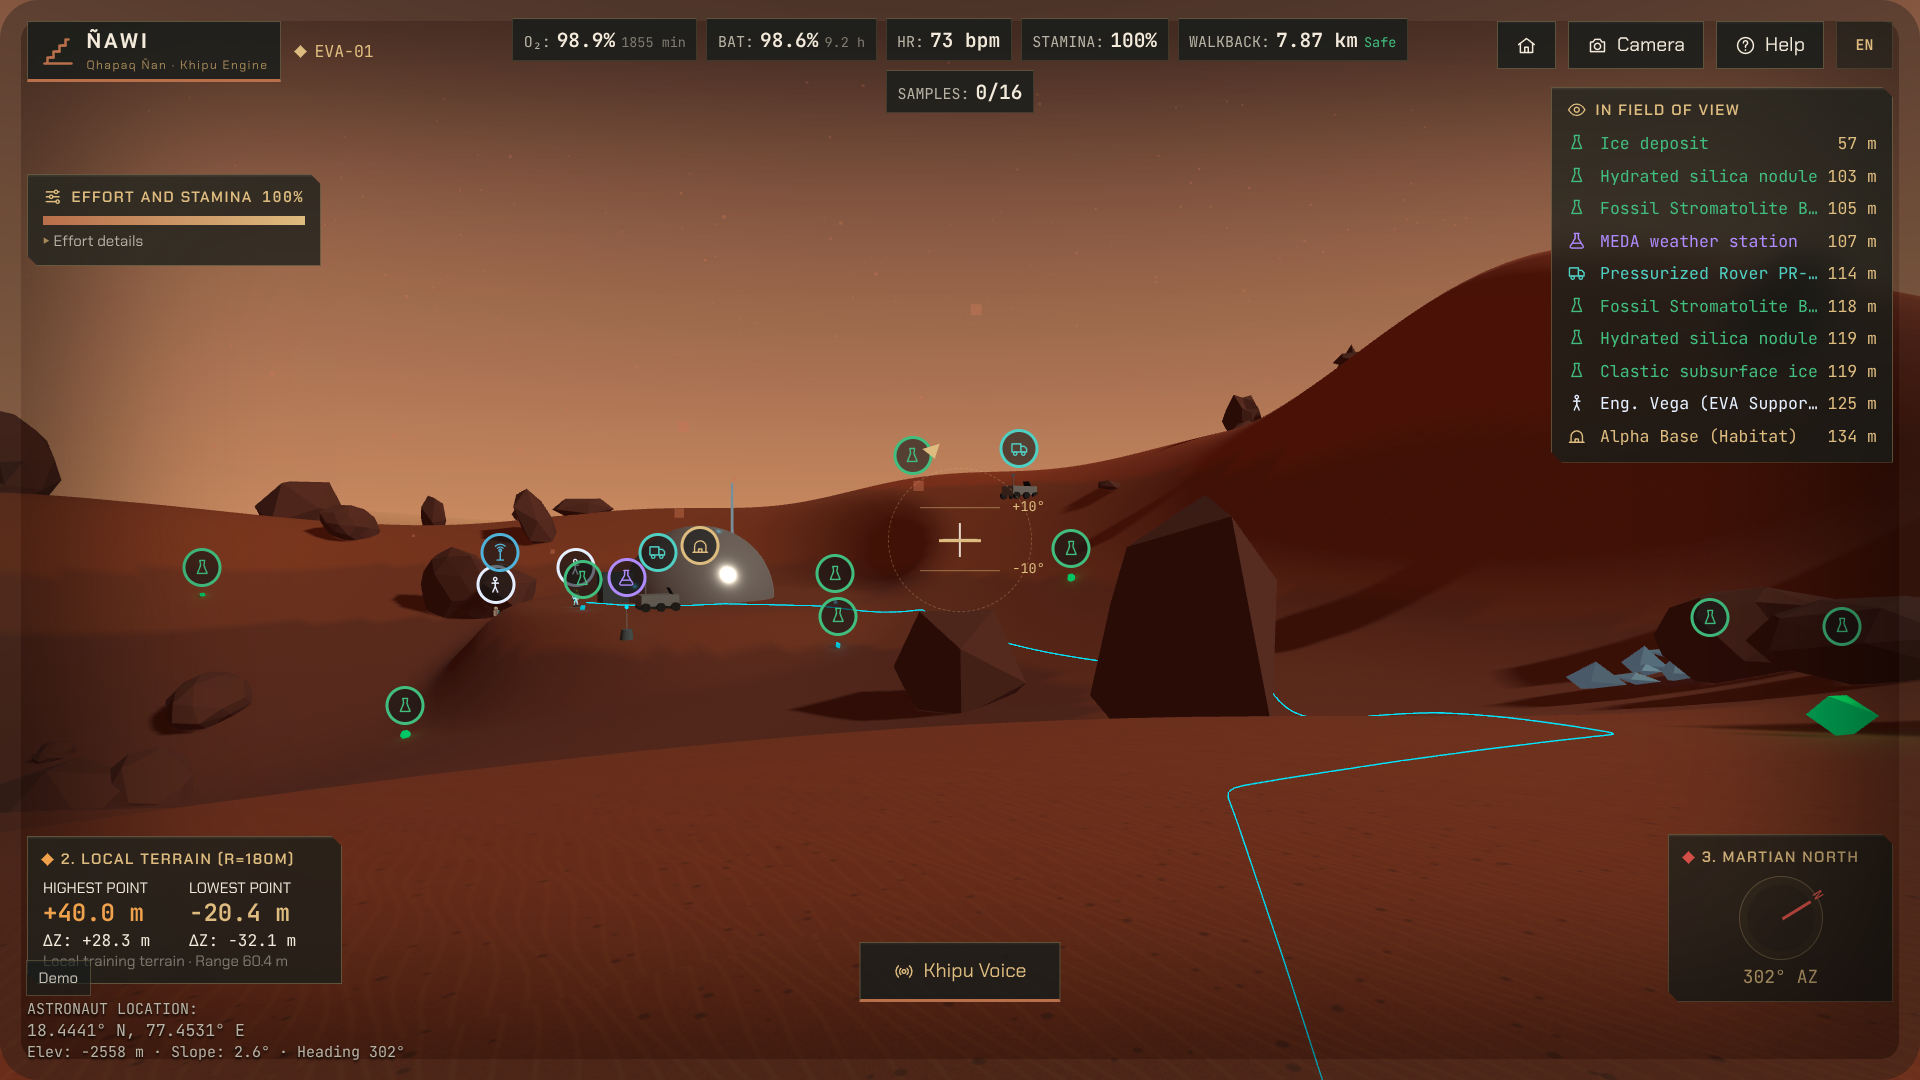 ÑAWI
Qhapaq Ñan · Khipu Engine
EVA-01
O₂: 98.9% 1855 min
BAT: 98.6% 9.2 h
HR: 73 bpm
STAMINA: 100%
WALKBACK: 7.87 km Safe
SAMPLES: 0/16
Camera
Help
EN
IN FIELD OF VIEW
Ice deposit 57 m
Hydrated silica nodule 103 m
Fossil Stromatolite B… 105 m
MEDA weather station 107 m
Pressurized Rover PR-… 114 m
Fossil Stromatolite B… 118 m
Hydrated silica nodule 119 m
Clastic subsurface ice 119 m
Eng. Vega (EVA Suppor… 125 m
Alpha Base (Habitat) 134 m
EFFORT AND STAMINA 100%
Effort details
+10°
-10°
2. LOCAL TERRAIN (R=180M)
HIGHEST POINT LOWEST POINT
+40.0 m -20.4 m
ΔZ: +28.3 m ΔZ: -32.1 m
Local training terrain · Range 60.4 m
Demo
ASTRONAUT LOCATION:
18.4441° N, 77.4531° E
Elev: -2558 m · Slope: 2.6° · Heading 302°
Khipu Voice
3. MARTIAN NORTH
N
302° AZ